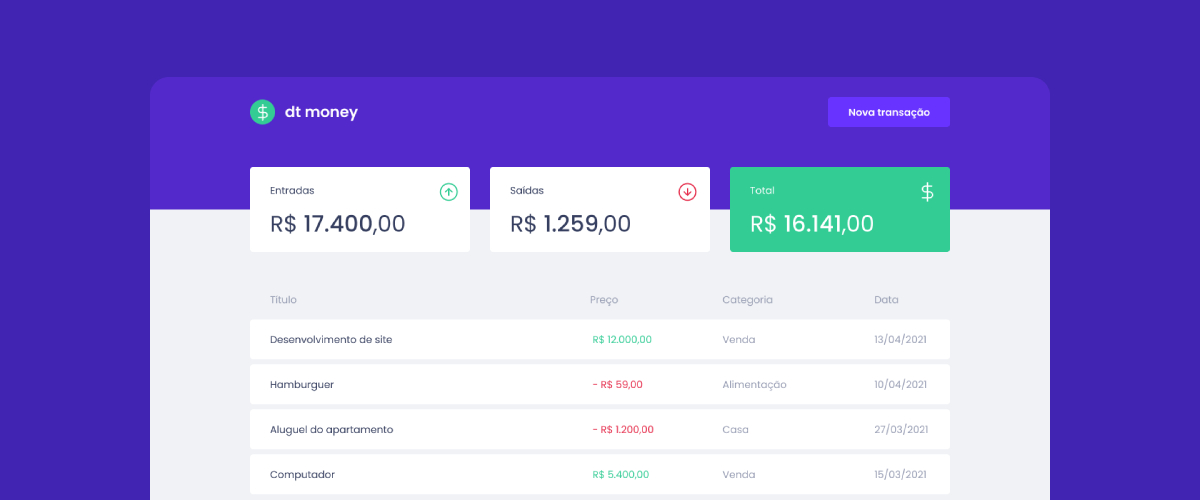 dt money
Nova transação
Entradas
R$ 17.400,00
Saídas
R$ 1.259,00
Total
R$ 16.141,00
Título Preço Categoria Data
Desenvolvimento de site R$ 12.000,00 Venda 13/04/2021
Hamburguer - R$ 59,00 Alimentação 10/04/2021
Aluguel do apartamento - R$ 1.200,00 Casa 27/03/2021
Computador R$ 5.400,00 Venda 15/03/2021